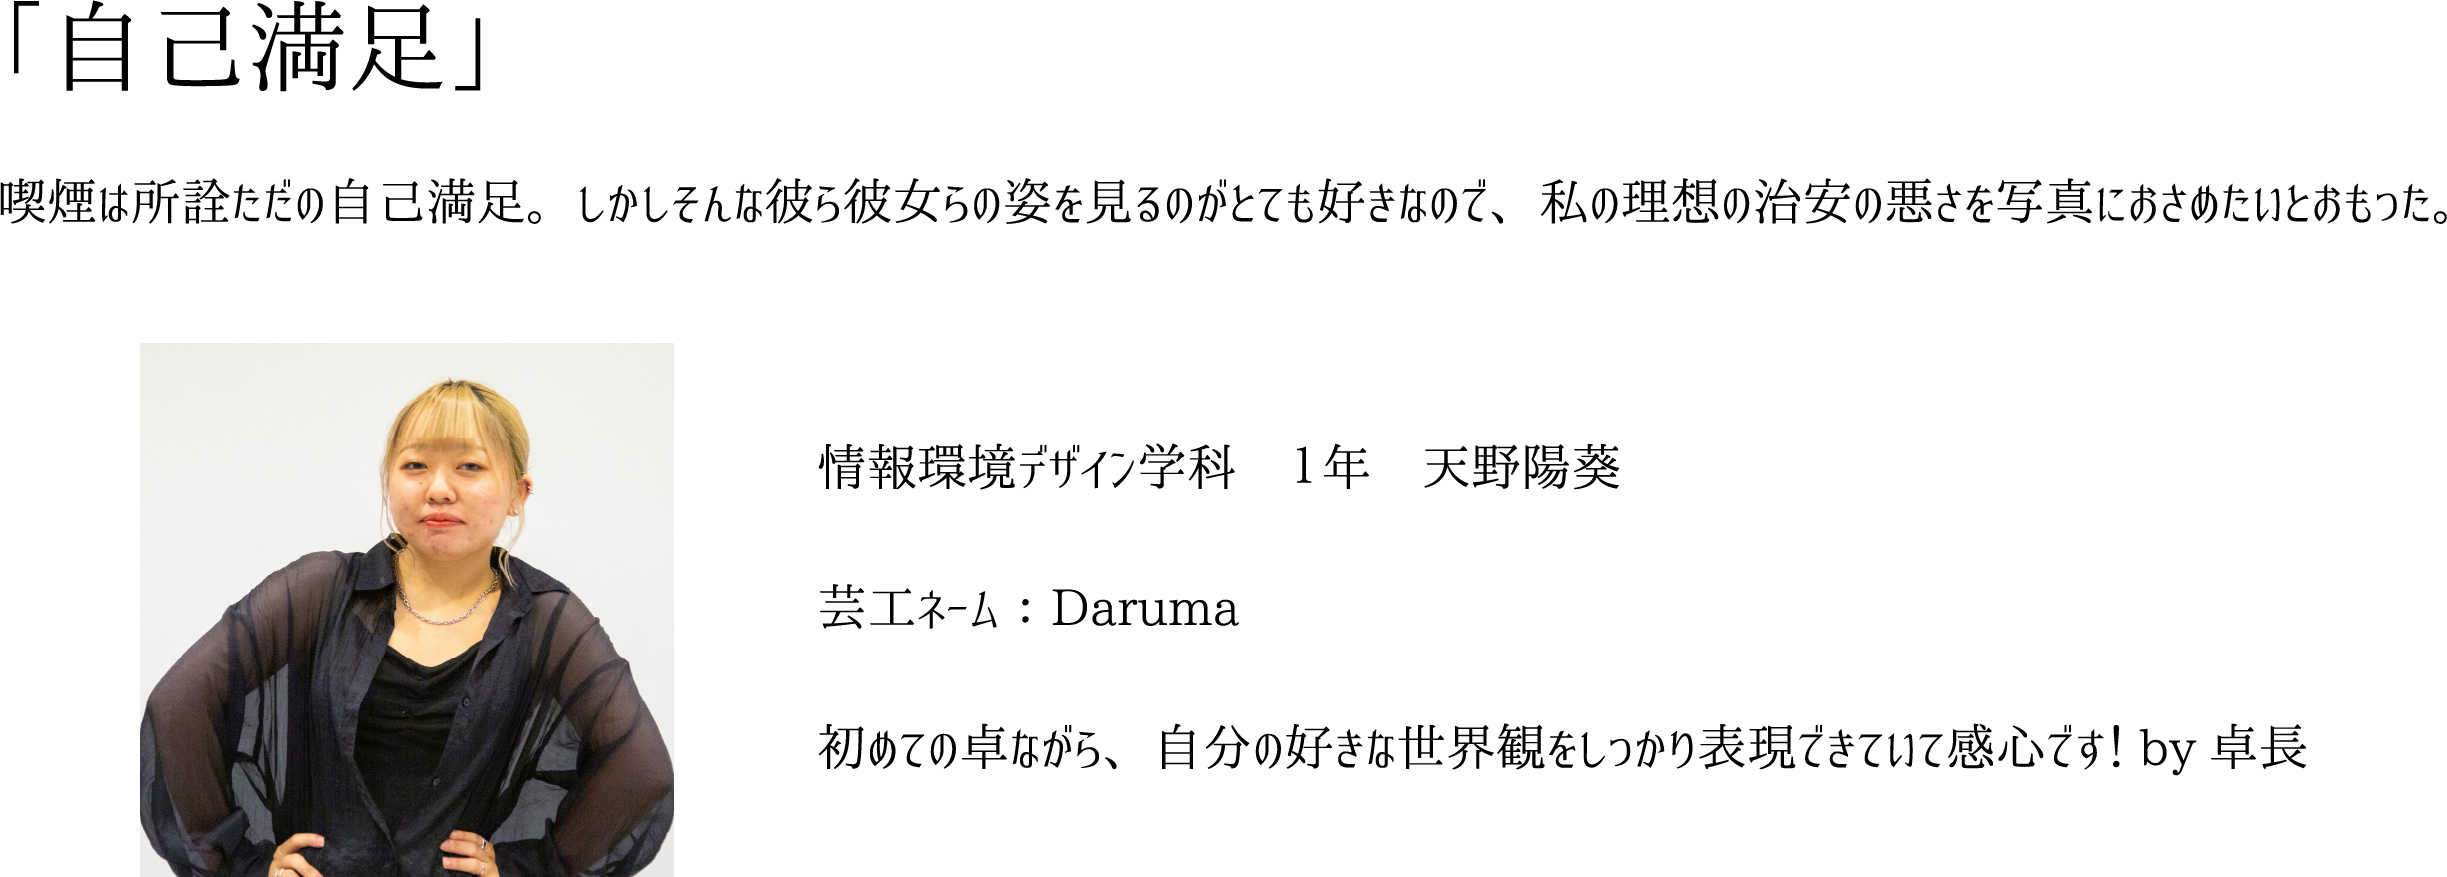 「自己満足」
喫煙は所詮ただの自己満足。しかしそんな彼ら彼女らの姿を見るのがとても好きなので、私の理想の治安の悪さを写真におさめたいとおもった。
情報環境デザイン学科　1年　天野陽葵
芸工ネーム：Daruma
初めての卓ながら、自分の好きな世界観をしっかり表現できていて感心です! by 卓長